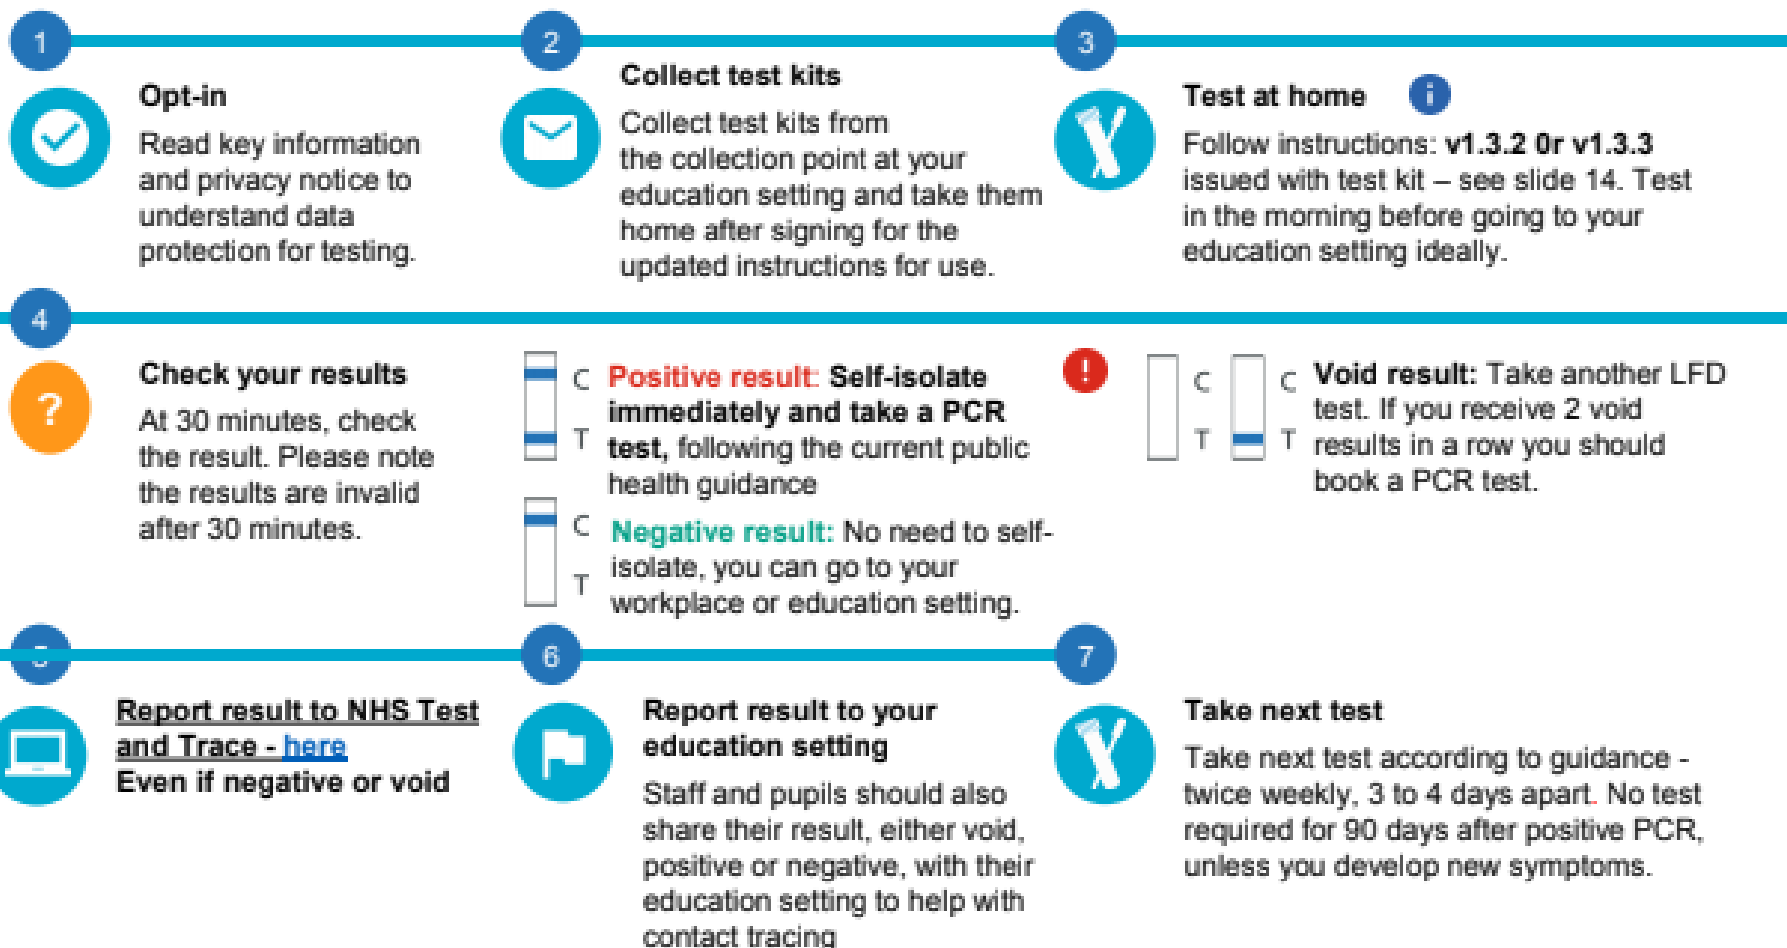 1
2
3
Opt-in
Read key information
and privacy notice to
understand data
protection for testing.
Collect test kits
Collect test kits from
the collection point at your
education setting and take them
home after signing for the
updated instructions for use.
Test at home i
Follow instructions: v1.3.2 0r v1.3.3
issued with test kit – see slide 14. Test
in the morning before going to your
education setting ideally.
4
?
Check your results
At 30 minutes, check
the result. Please note
the results are invalid
after 30 minutes.
C
T
Positive result: Self-isolate
immediately and take a PCR
test, following the current public
health guidance
C
T
Negative result: No need to self-
isolate, you can go to your
workplace or education setting.
!
C
T
C
T
Void result: Take another LFD
test. If you receive 2 void
results in a row you should
book a PCR test.
5
6
7
Report result to NHS Test
and Trace - here
Even if negative or void
Report result to your
education setting
Staff and pupils should also
share their result, either void,
positive or negative, with their
education setting to help with
contact tracing
Take next test
Take next test according to guidance -
twice weekly, 3 to 4 days apart. No test
required for 90 days after positive PCR,
unless you develop new symptoms.